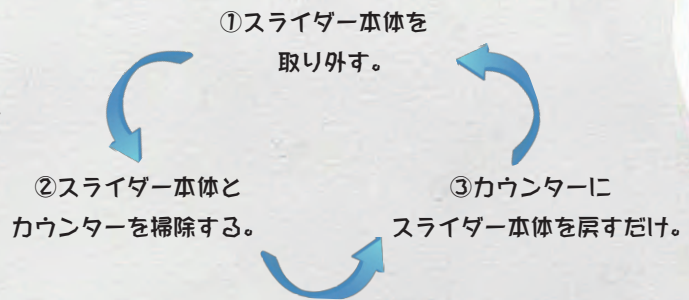 ①スライダー本体を
取り外す。
②スライダー本体と
カウンターを掃除する。
③カウンターに
スライダー本体を戻すだけ。